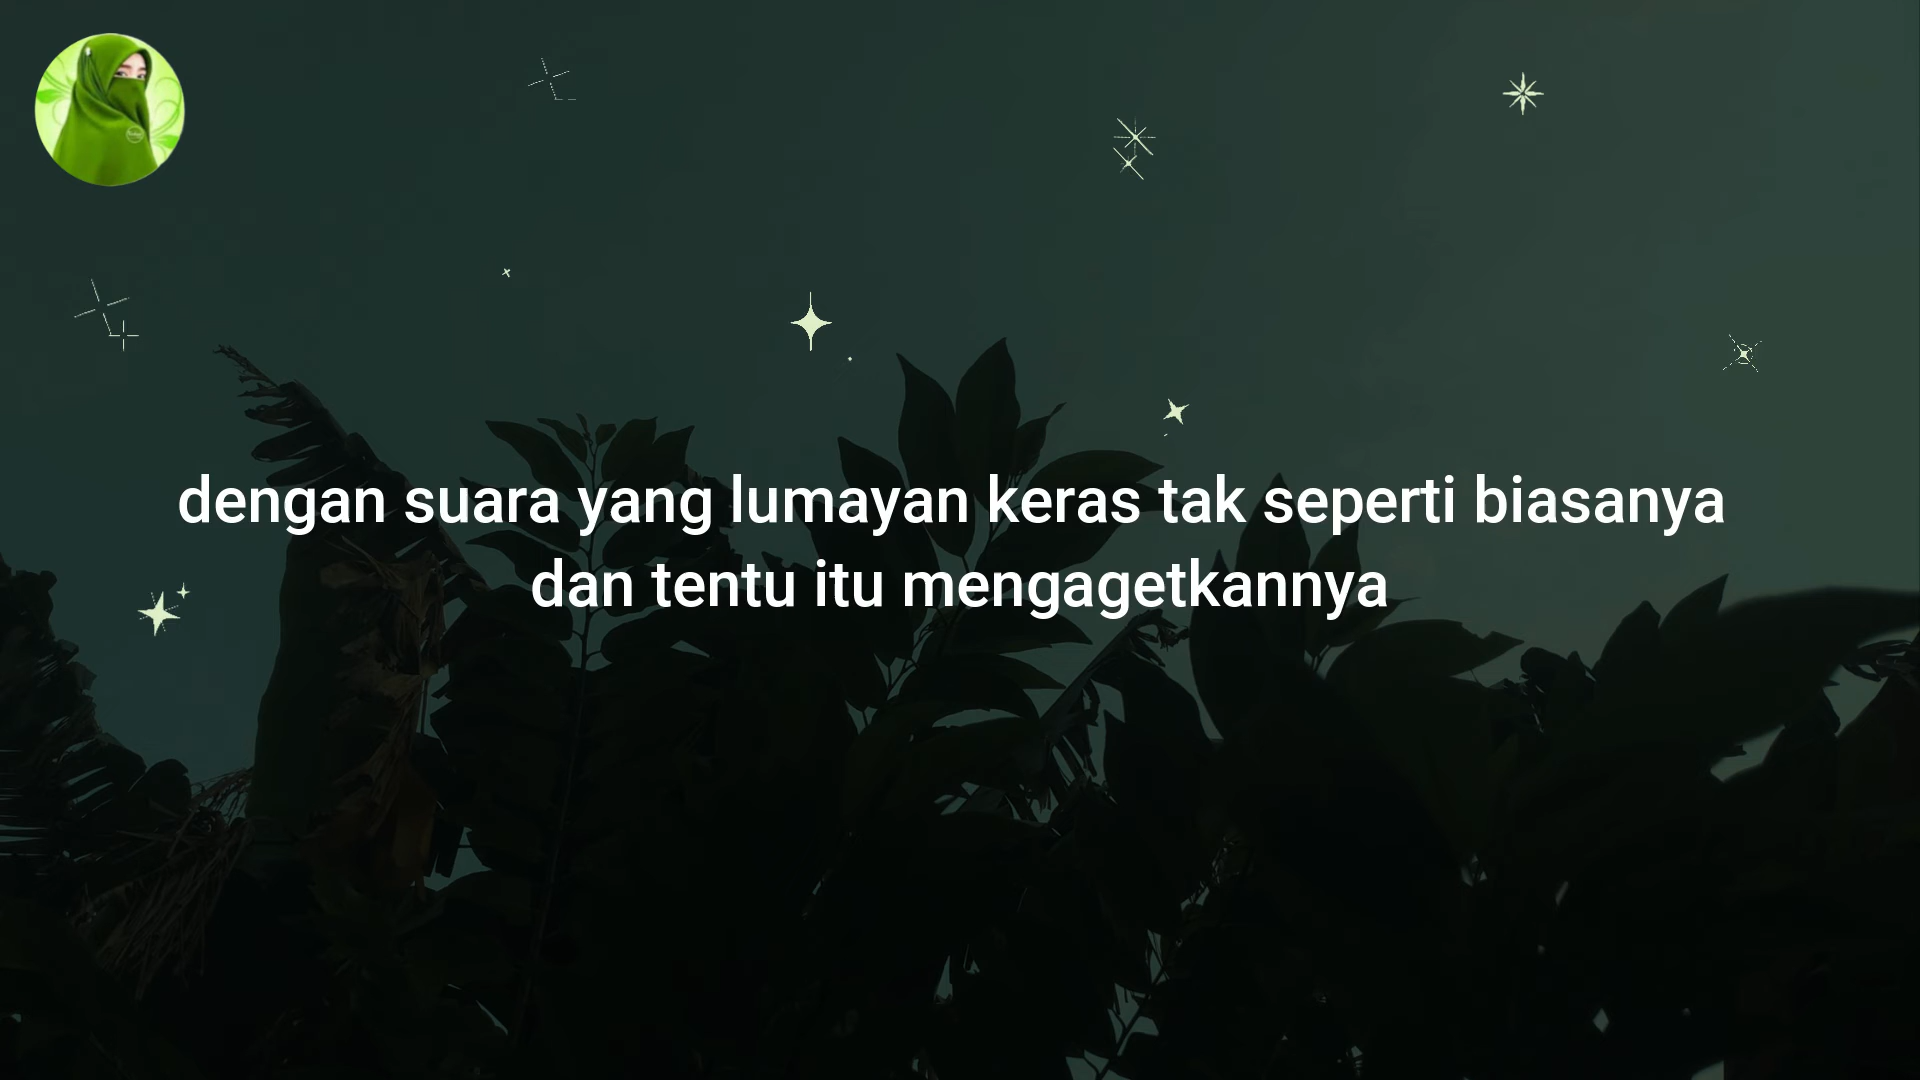 dengan suara yang lumayan keras tak seperti biasanya
dan tentu itu mengagetkannya